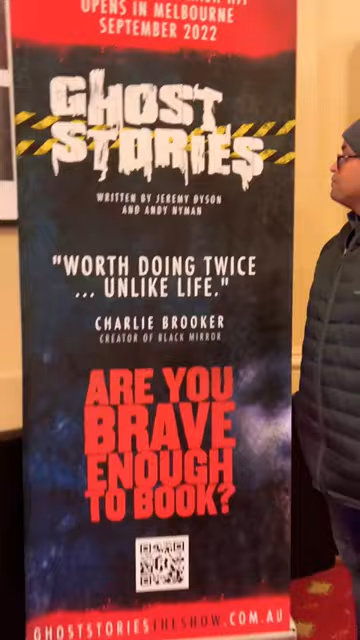 OPENS IN MELBOURNE
SEPTEMBER 2022
GHOST
STORIES
WRITTEN BY JEREMY DYSON
AND ANDY NYMAN
"WORTH DOING TWICE
... UNLIKE LIFE."
CHARLIE BROOKER
CREATOR OF BLACK MIRROR
ARE YOU
BRAVE
ENOUGH
TO BOOK?
GHOSTSTORIESTHESHOW.COM.AU